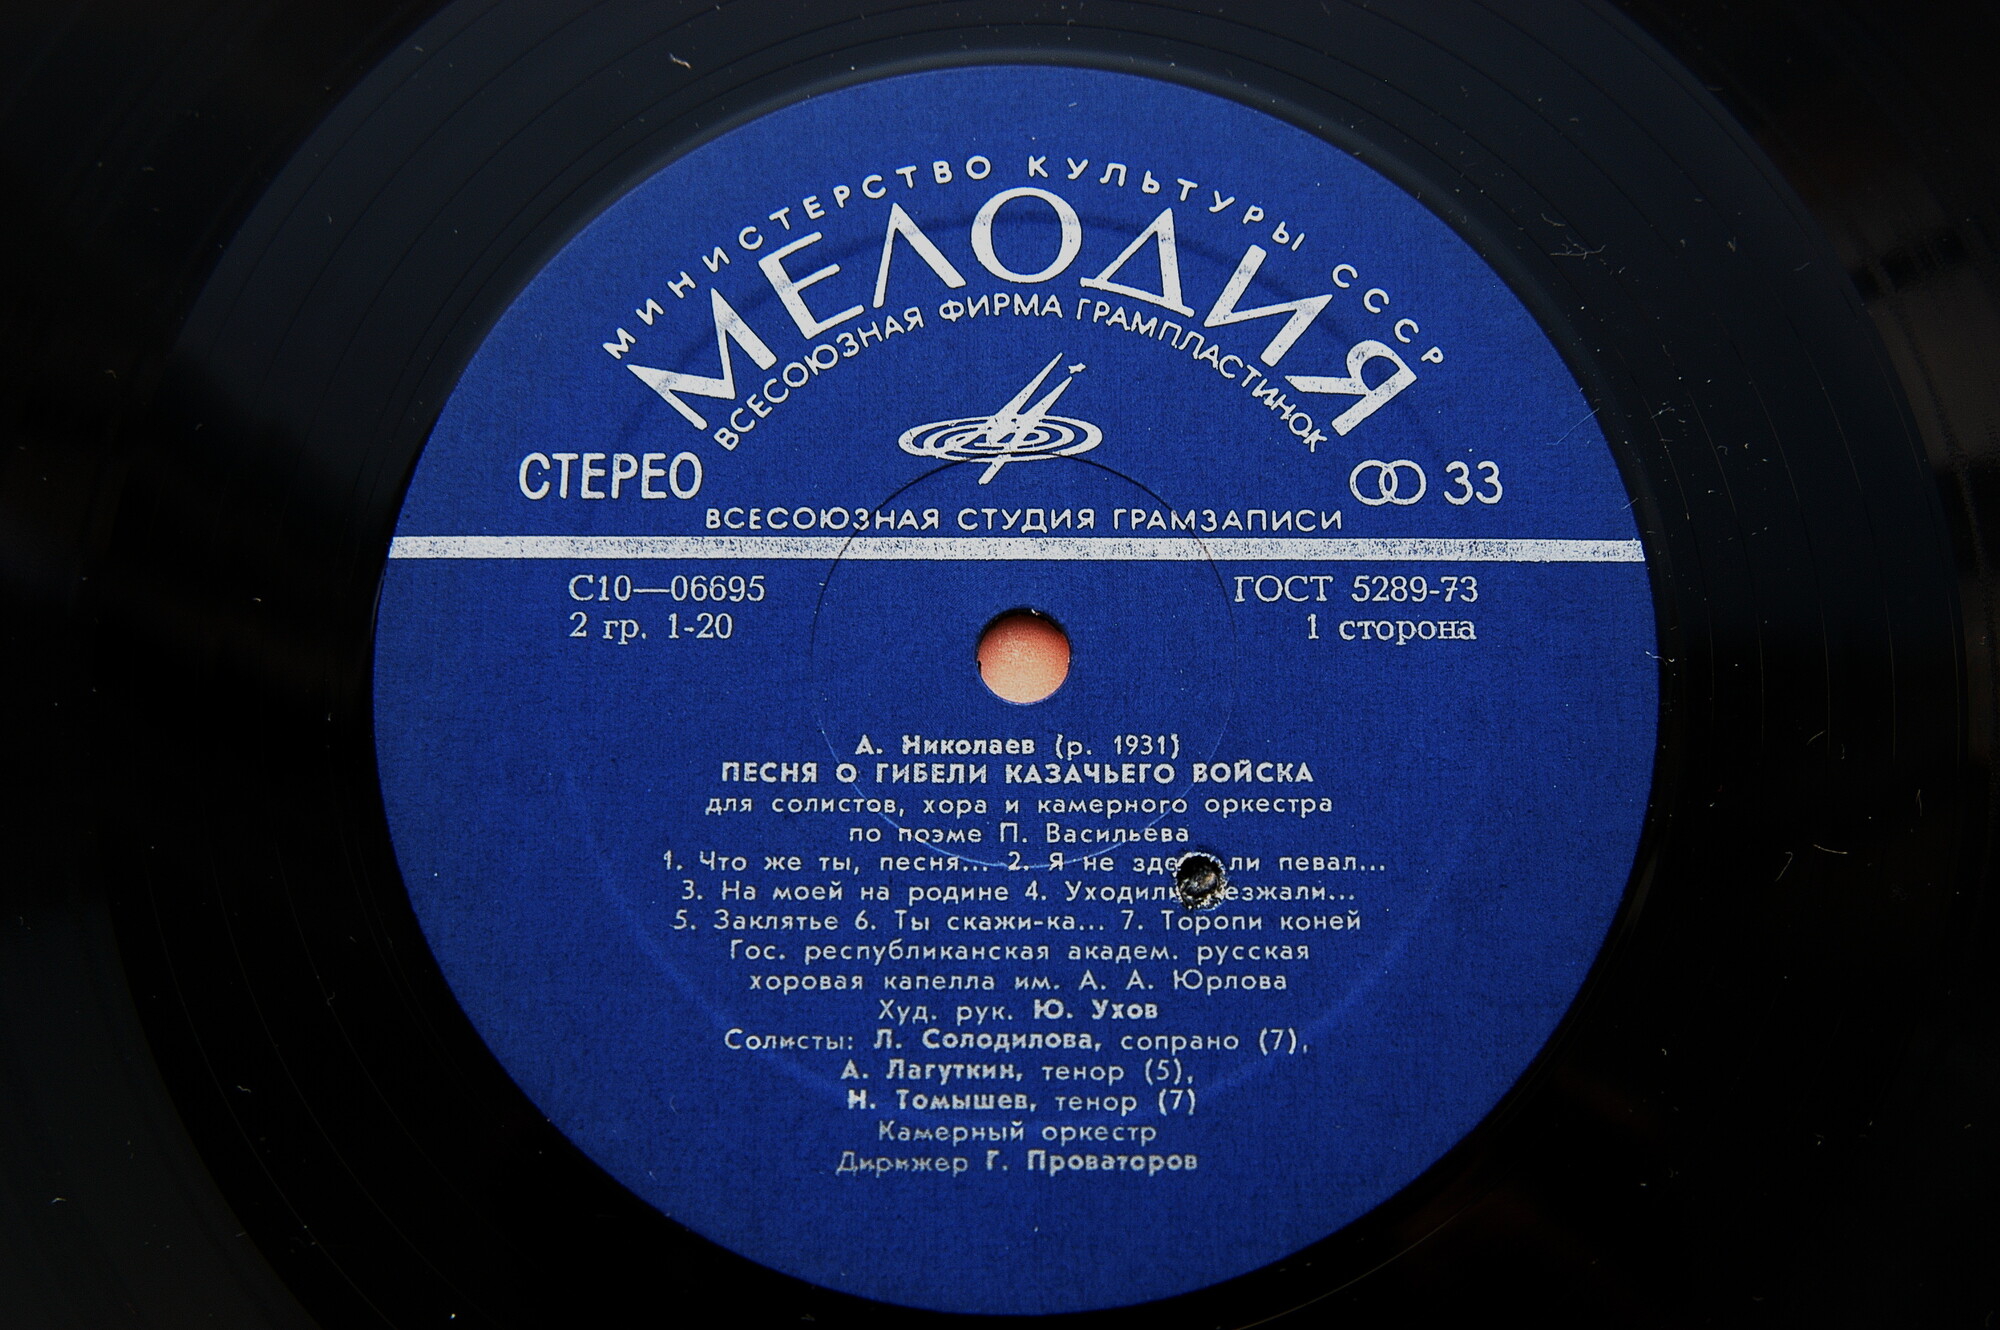 МИНИСТЕРСТВО КУЛЬТУРЫ СССР
МЕЛОДИЯ
ВСЕСОЮЗНАЯ ФИРМА ГРАМПЛАСТИНОК
СТЕРЕО
33
ВСЕСОЮЗНАЯ СТУДИЯ ГРАМЗАПИСИ
С10—06695
ГОСТ 5289-73
2 гр. 1-20
1 сторона
А. Николаев (р. 1931)
ПЕСНЯ О ГИБЕЛИ КАЗАЧЬЕГО ВОЙСКА
для солистов, хора и камерного оркестра
по поэме П. Васильева
1. Что же ты, песня... 2. Я не ли певал...
3. На моей на родине 4.
5. Заклятье 6. Ты скажи-ка... 7. Торопи коней
Гос. республиканская академ. русская
хоровая капелла им. А. А. Юрлова
Худ. рук. Ю. Ухов
Солисты: Л. Солодилова, сопрано (7),
А. Лагуткин, тенор (5),
Н. Томышев, тенор (7)
Камерный оркестр
Дирижер Г. Проваторов